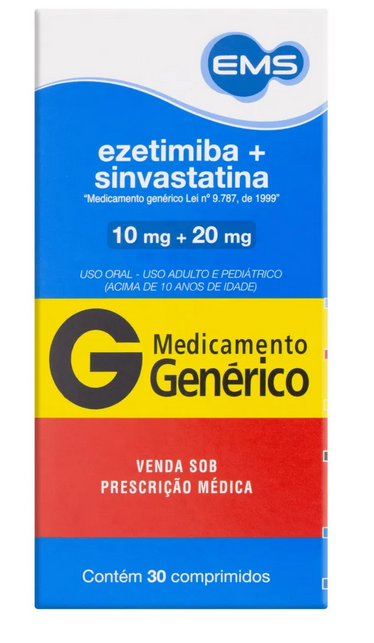 EMS
ezetimiba +
sinvastatina
"Medicamento genérico Lei nº 9.787, de 1999"
10 mg + 20 mg
USO ORAL - USO ADULTO E PEDIÁTRICO
(ACIMA DE 10 ANOS DE IDADE)
G Medicamento
Genérico
VENDA SOB
PRESCRIÇÃO MÉDICA
Contém 30 comprimidos